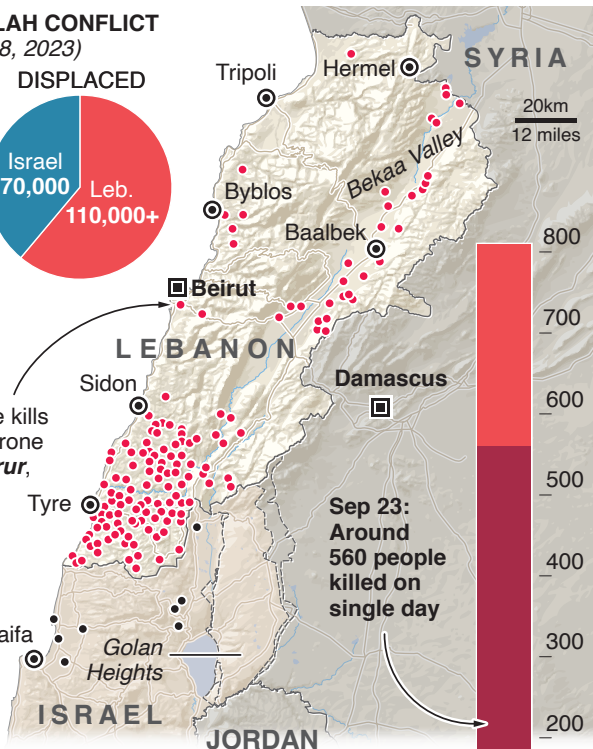 LAH CONFLICT
8, 2023)
DISPLACED
Israel
70,000
Leb.
110,000+
Tripoli
Hermel
SYRIA
20km
12 miles
Bekaa Valley
Byblos
Baalbek
Beirut
LEBANON
Sidon
Damascus
e kills
rone
rur,
Tyre
Sep 23:
Around
560 people
killed on
single day
800
700
600
500
400
300
200
aifa
Golan
Heights
ISRAEL
JORDAN